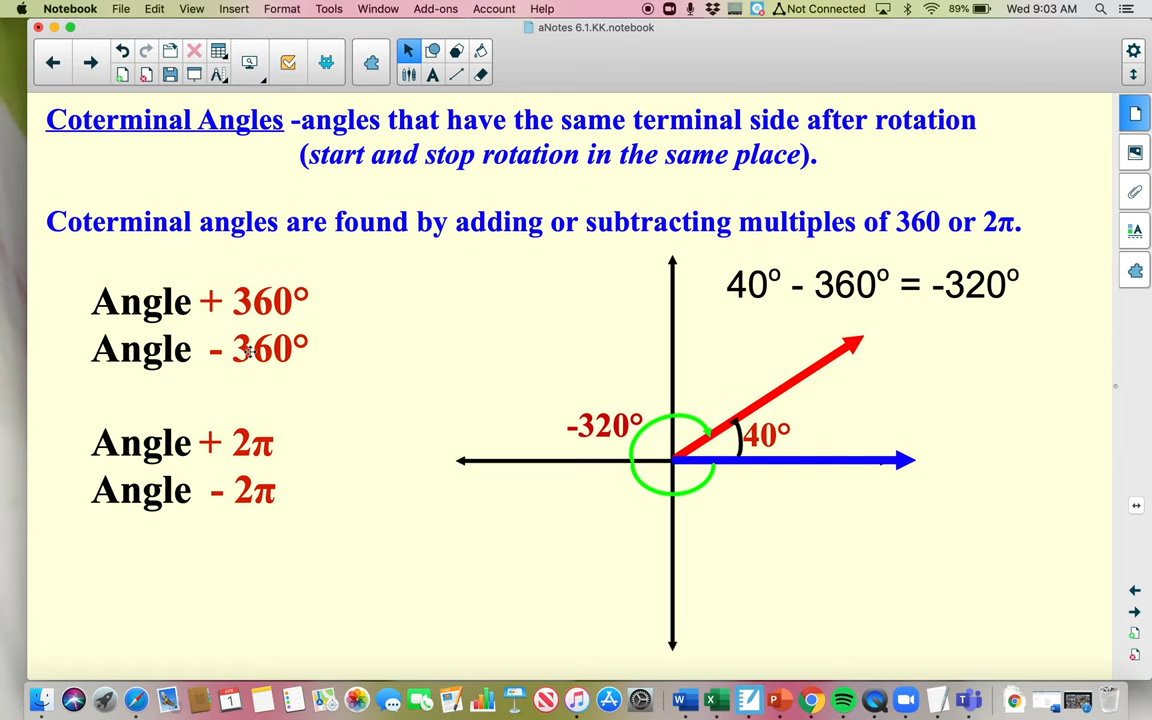 Notebook File Edit View Insert Format Tools Window Add-ons Account Help Not Connected 89% Wed 9:03 AM
aNotes 6.1.KK.notebook
Coterminal Angles -angles that have the same terminal side after rotation
(start and stop rotation in the same place).
Coterminal angles are found by adding or subtracting multiples of 360 or 2π.
40º - 360º = -320º
Angle + 360°
Angle - 360°
-320°
40°
Angle + 2π
Angle - 2π